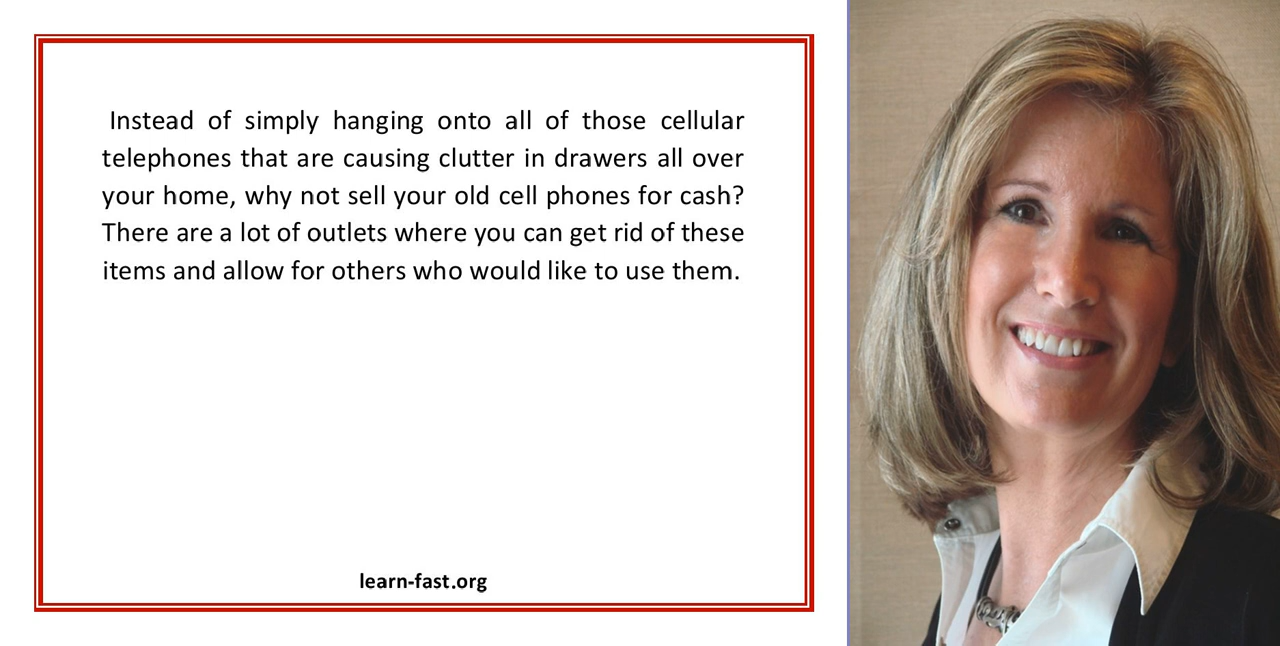 Instead of simply hanging onto all of those cellular
telephones that are causing clutter in drawers all over
your home, why not sell your old cell phones for cash?
There are a lot of outlets where you can get rid of these
items and allow for others who would like to use them.
learn-fast.org